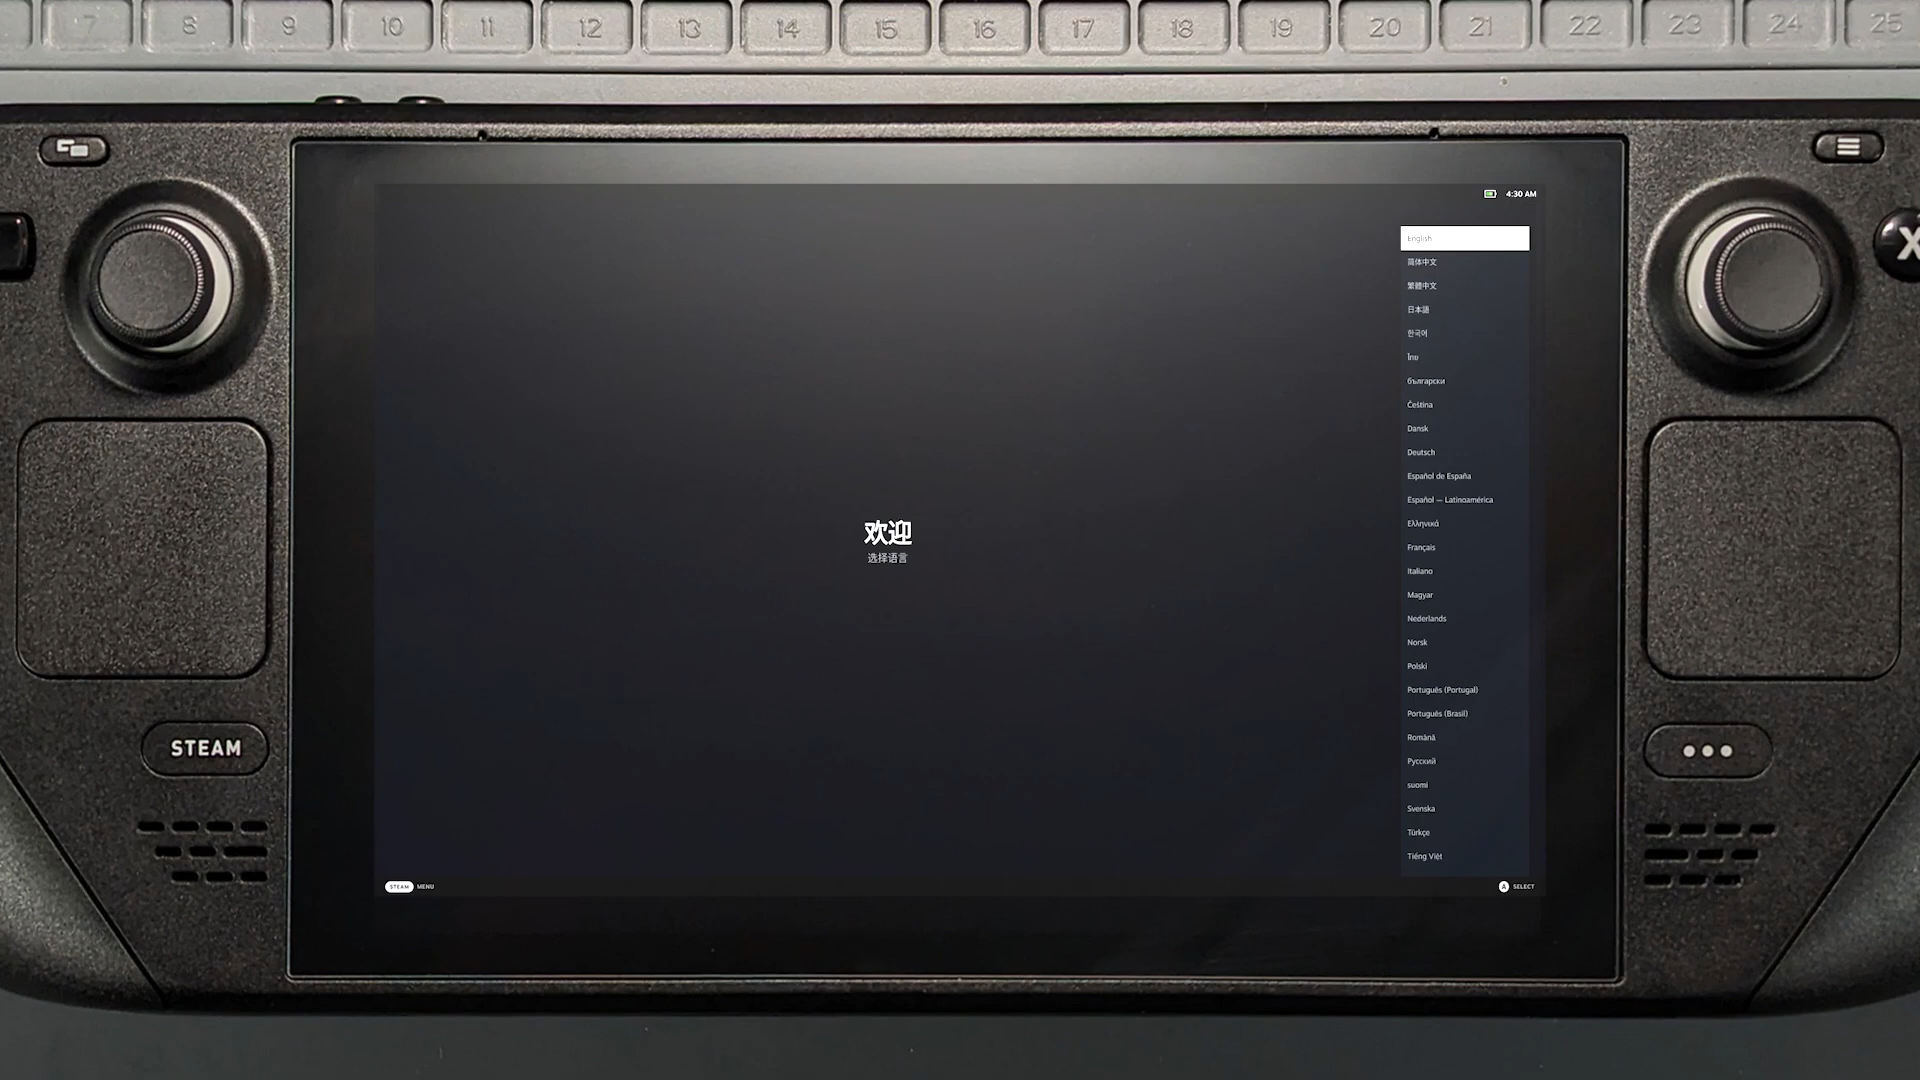 7 8 9 10 11 12 13 14 15 16 17 18 19 20 21 22 23 24 25
4:30 AM
English
简体中文
繁體中文
日本語
한국어
ไทย
български
Čeština
Dansk
Deutsch
Español de España
Español – Latinoamérica
Ελληνικά
Français
Italiano
Magyar
Nederlands
Norsk
Polski
Português (Portugal)
Português (Brasil)
Română
Русский
suomi
Svenska
Türkçe
Tiếng Việt
欢迎
选择语言
X
STEAM
STEAM MENU
A SELECT